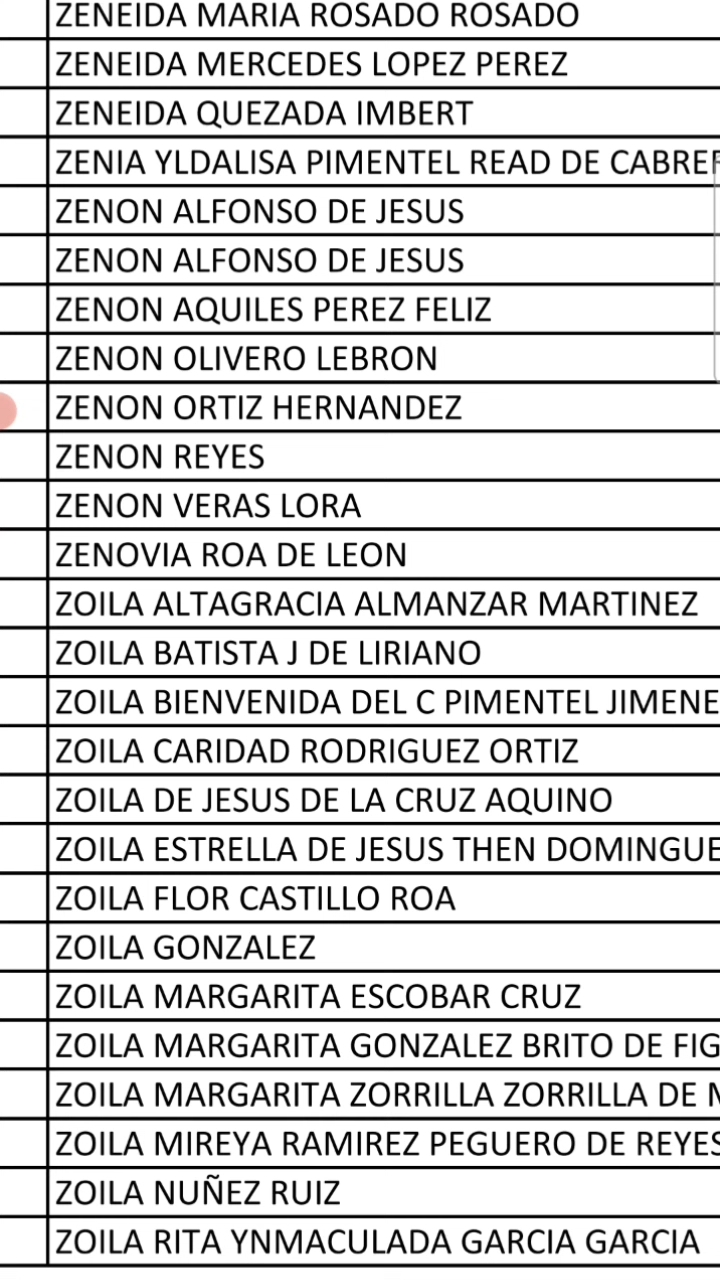 ZENEIDA MARIA ROSADO ROSADO
ZENEIDA MERCEDES LOPEZ PEREZ
ZENEIDA QUEZADA IMBERT
ZENIA YLDALISA PIMENTEL READ DE
ZENON ALFONSO DE JESUS
ZENON ALFONSO DE JESUS
ZENON AQUILES PEREZ FELIZ
ZENON OLIVERO LEBRON
ZENON ORTIZ HERNANDEZ
ZENON REYES
ZENON VERAS LORA
ZENOVIA ROA DE LEON
ZOILA ALTAGRACIA ALMANZAR MARTINEZ
ZOILA BATISTA J DE LIRIANO
ZOILA BIENVENIDA DEL C PIMENTEL JIMENE
ZOILA CARIDAD RODRIGUEZ ORTIZ
ZOILA DE JESUS DE LA CRUZ AQUINO
ZOILA ESTRELLA DE JESUS THEN DOMINGUE
ZOILA FLOR CASTILLO ROA
ZOILA GONZALEZ
ZOILA MARGARITA ESCOBAR CRUZ
ZOILA MARGARITA GONZALEZ BRITO DE FIG
ZOILA MARGARITA ZORRILLA ZORRILLA DE
ZOILA MIREYA RAMIREZ PEGUERO DE REYES
ZOILA NUÑEZ RUIZ
ZOILA RITA YNMACULADA GARCIA GARCIA